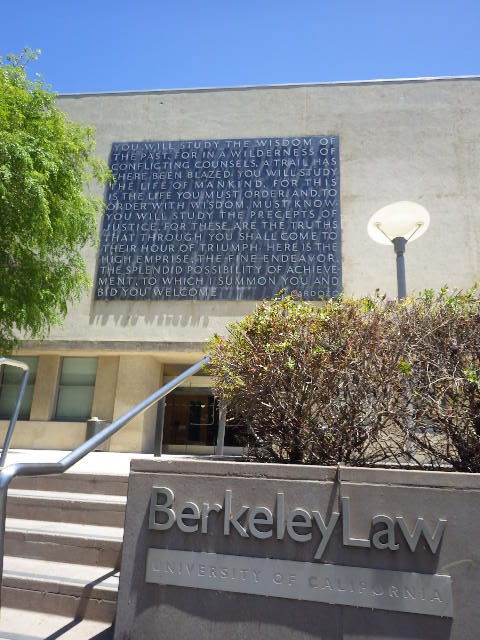 YOU WILL STUDY THE WISDOM OF
THE PAST, FOR IN A WILDERNESS OF
CONFLICTING COUNSELS, A TRAIL HAS
THERE BEEN BLAZED. YOU WILL STUDY
THE LIFE OF MANKIND, FOR THIS
IS THE LIFE YOU MUST ORDER, AND, TO
ORDER WITH WISDOM, MUST KNOW.
YOU WILL STUDY THE PRECEPTS OF
JUSTICE, FOR THESE ARE THE TRUTHS
THAT THROUGH YOU SHALL COME TO
THEIR HOUR OF TRIUMPH. HERE IS THE
HIGH EMPRISE, THE FINE ENDEAVOR,
THE SPLENDID POSSIBILITY OF ACHIEVE
MENT, TO WHICH I SUMMON YOU AND
BID YOU WELCOME
CARDOZO
BerkeleyLaw
UNIVERSITY OF CALIFORNIA